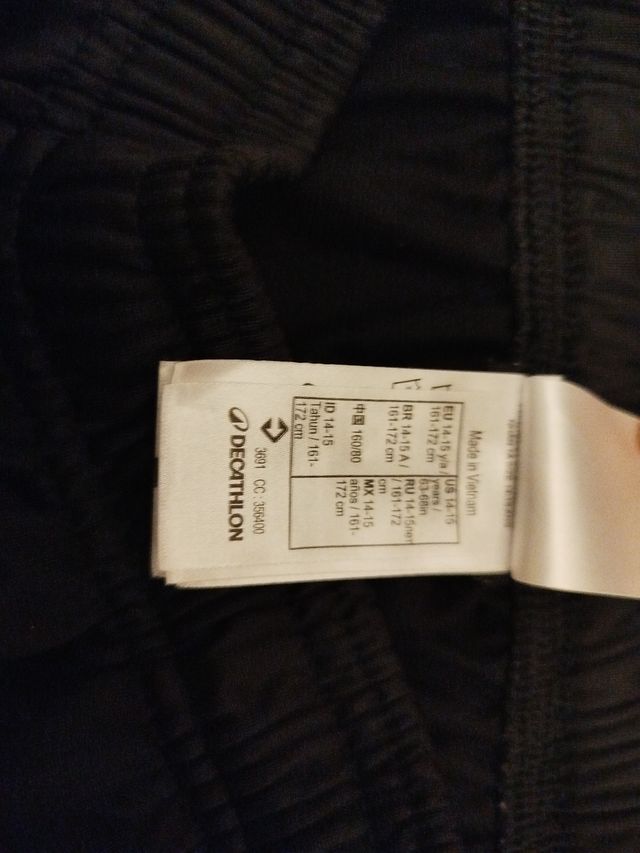 Made in Vietnam
EU 14-15 y/a /
161-172 cm
US 14-15
years /
63-68in
BR 14-15 A /
161-172 cm
RU 14-15лет
/ 161-172
cm
中国 160/80
MX 14-15
años / 161-
172 cm
ID 14-15
Tahun / 161-
172 cm
3691 CC: 356400
DECATHLON